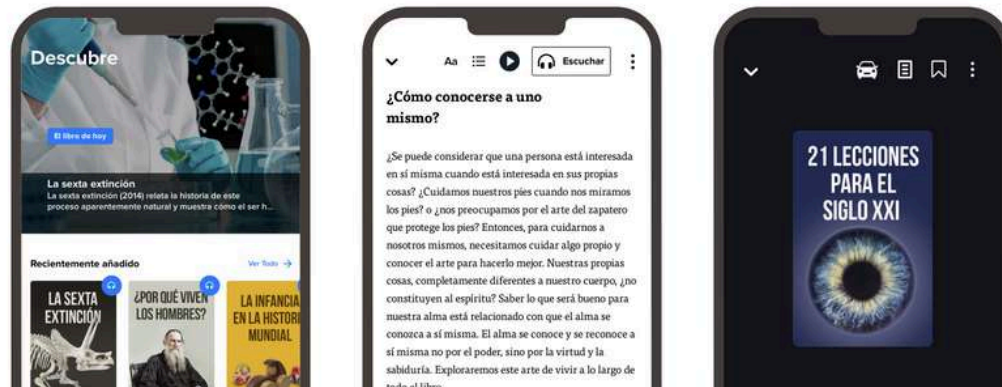 Descubre
El libro de hoy
La sexta extinción
La sexta extinción (2014) relata la historia de este
proceso aparentemente natural y muestra cómo el ser h...
Recientemente añadido
Ver Todo →
LA SEXTA
EXTINCIÓN
¿POR QUÉ VIVEN
LOS HOMBRES?
LA INFANCIA
EN LA HISTORI
MUNDIAL
Aa
Escuchar
¿Cómo conocerse a uno
mismo?
¿Se puede considerar que una persona está interesada
en sí misma cuando está interesada en sus propias
cosas? ¿Cuidamos nuestros pies cuando nos miramos
los pies? o ¿nos preocupamos por el arte del zapatero
que protege los pies? Entonces, para cuidarnos a
nosotros mismos, necesitamos cuidar algo propio y
conocer el arte para hacerlo mejor. Nuestras propias
cosas, completamente diferentes a nuestro cuerpo, ¿no
constituyen al espíritu? Saber lo que será bueno para
nuestra alma está relacionado con que el alma se
conozca a sí misma. El alma se conoce y se reconoce a
sí misma no por el poder, sino por la virtud y la
sabiduría. Exploraremos este arte de vivir a lo largo de
todo el libro
21 LECCIONES
PARA EL
SIGLO XXI